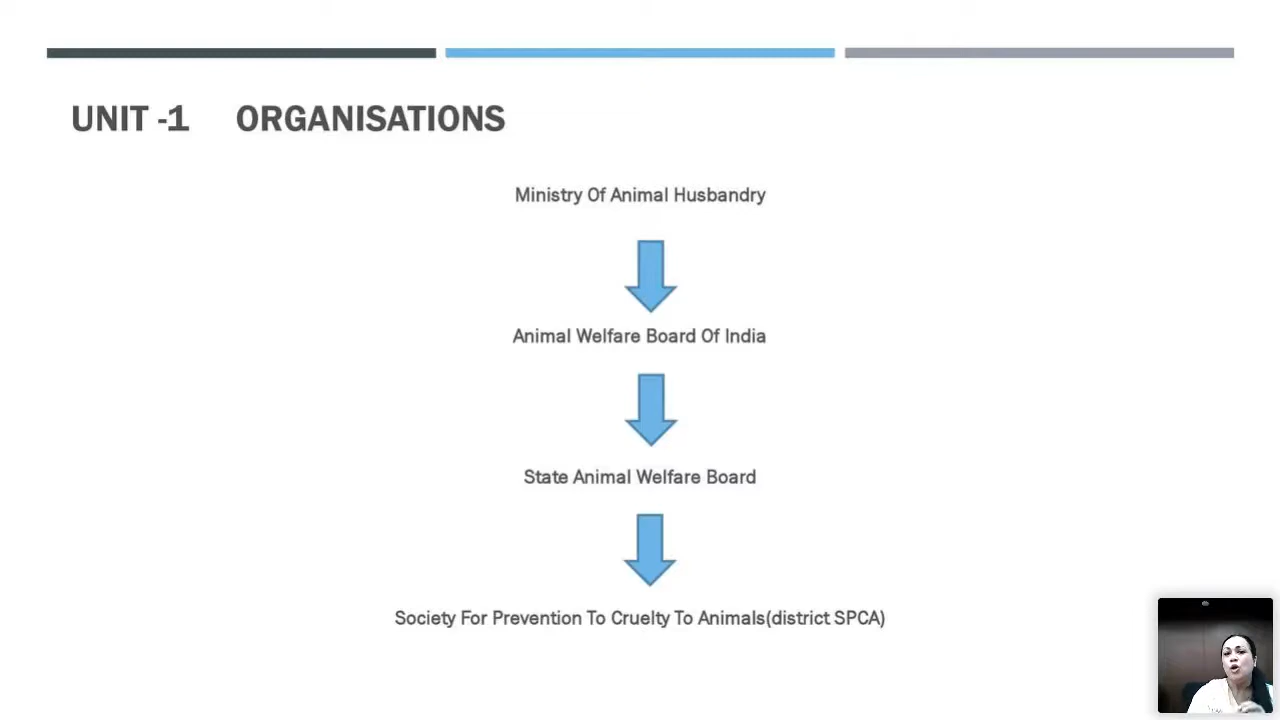 UNIT -1 ORGANISATIONS
Ministry Of Animal Husbandry
Animal Welfare Board Of India
State Animal Welfare Board
Society For Prevention To Cruelty To Animals(district SPCA)